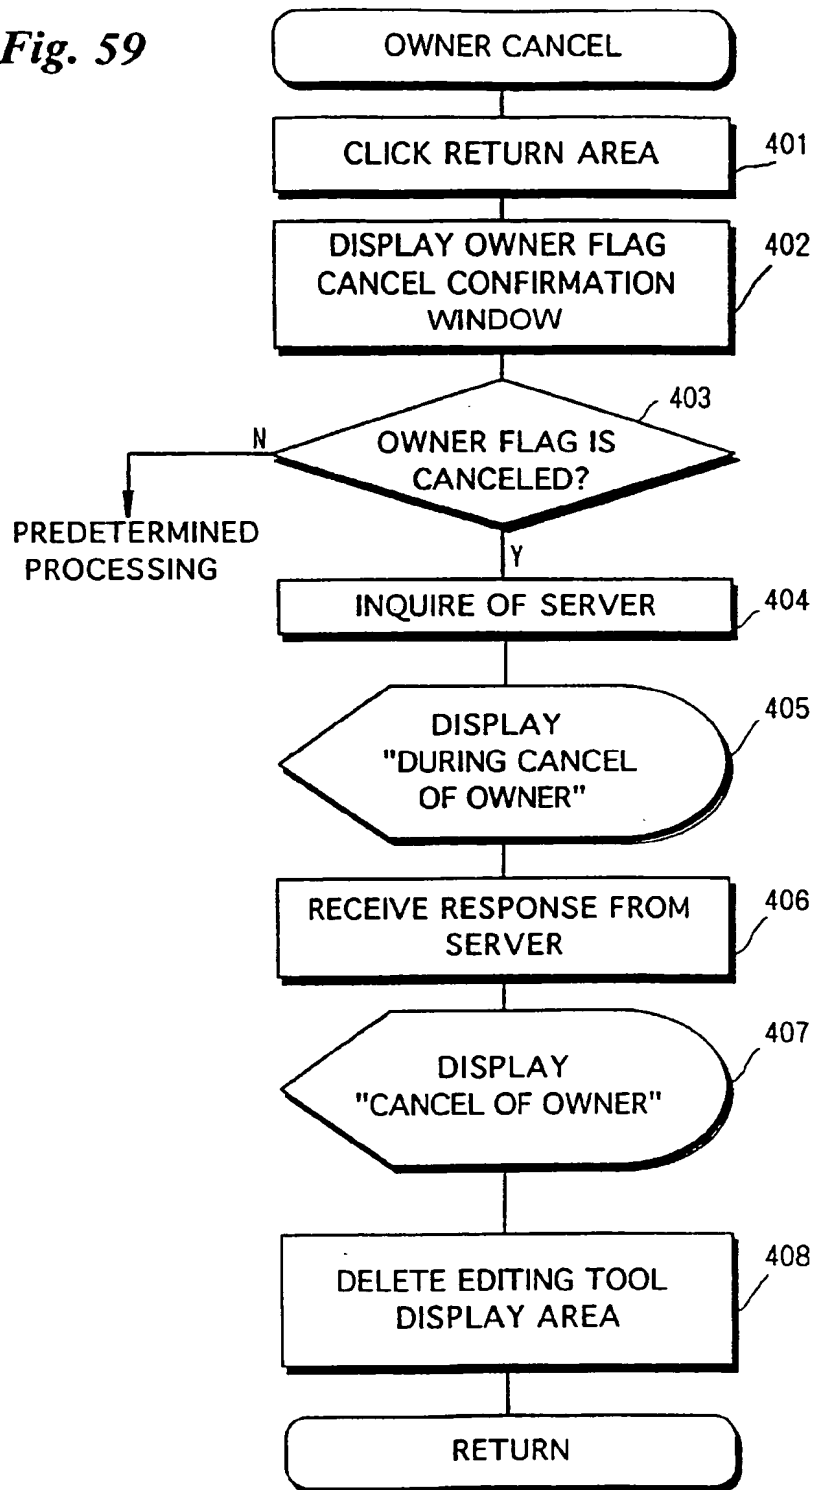 Fig. 59
OWNER CANCEL
CLICK RETURN AREA
401
DISPLAY OWNER FLAG
CANCEL CONFIRMATION
WINDOW
402
403
OWNER FLAG IS
CANCELED?
N
PREDETERMINED
PROCESSING
Y
INQUIRE OF SERVER
404
DISPLAY
"DURING CANCEL
OF OWNER"
405
RECEIVE RESPONSE FROM
SERVER
406
DISPLAY
"CANCEL OF OWNER"
407
DELETE EDITING TOOL
DISPLAY AREA
408
RETURN